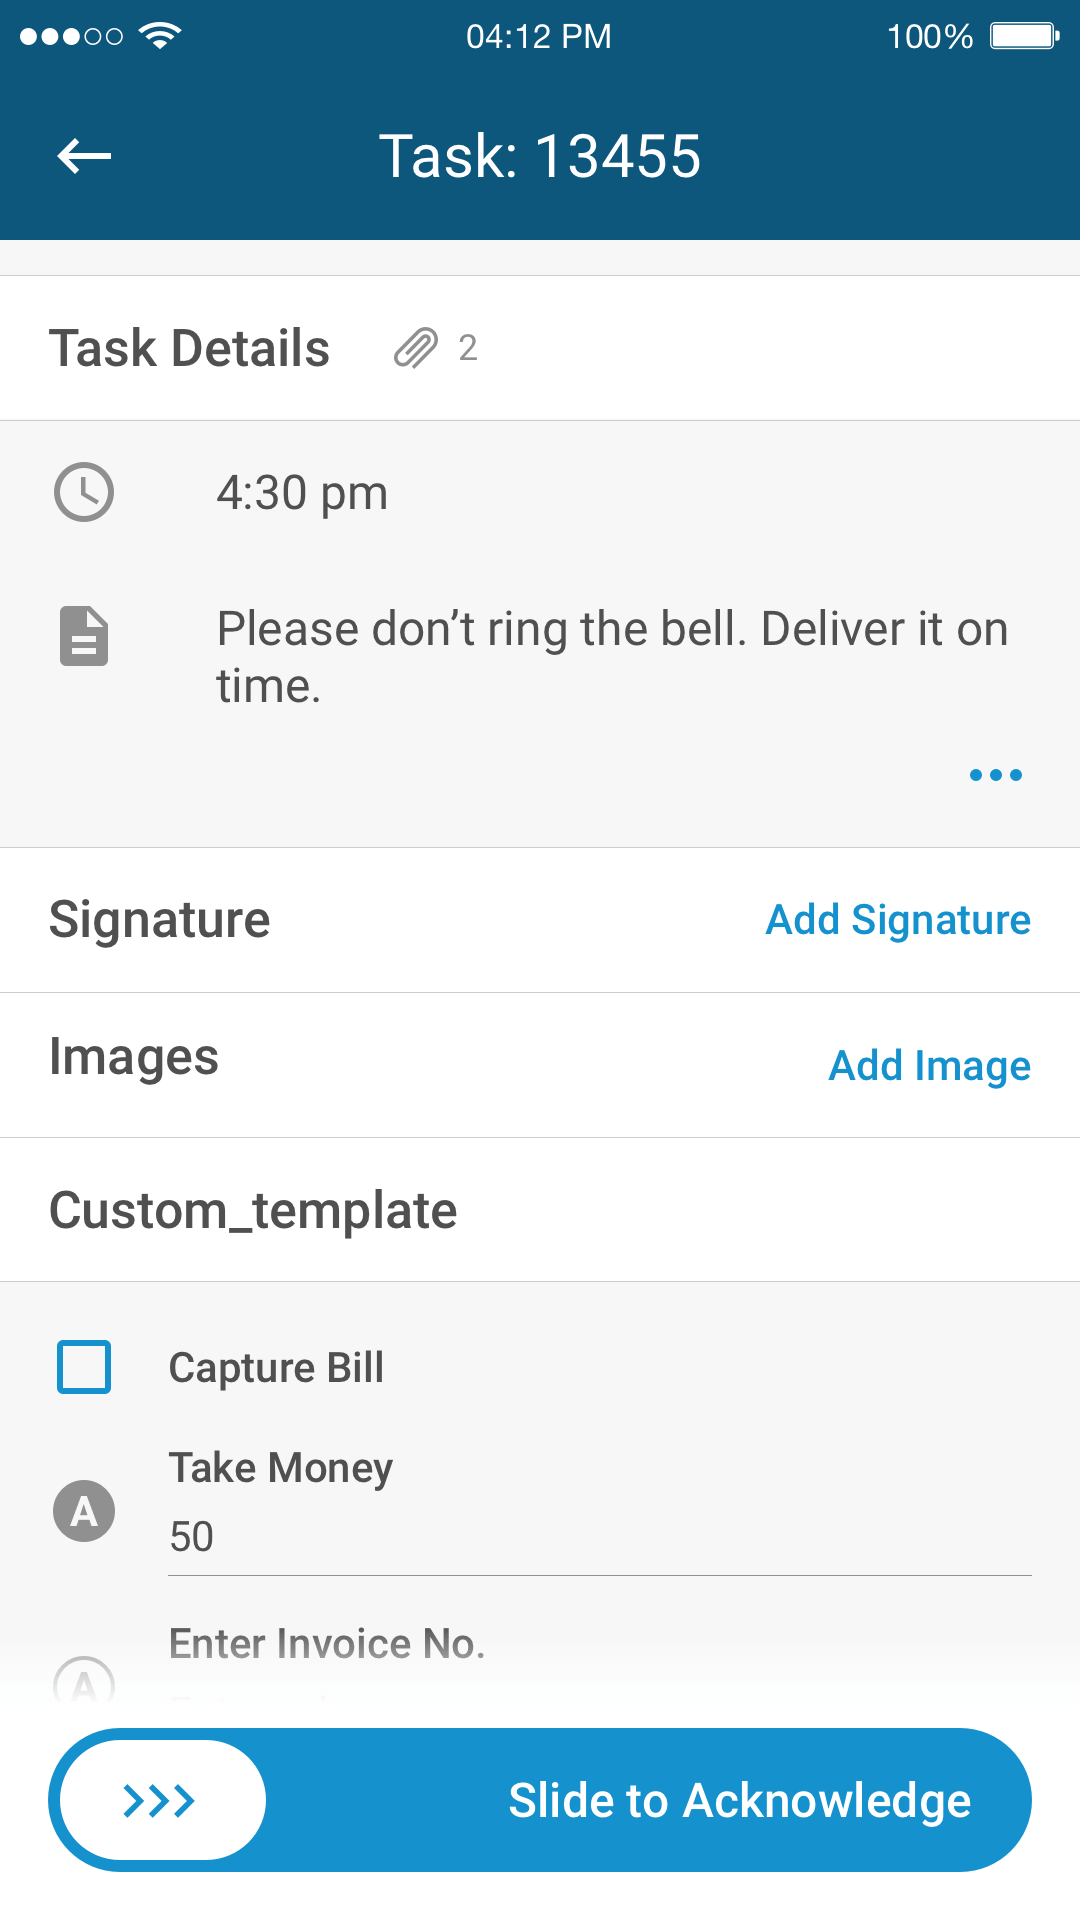 04:12 PM
100%
Task: 13455
Task Details
2
4:30 pm
Please don’t ring the bell. Deliver it on
time.
Signature
Add Signature
Images
Add Image
Custom_template
Capture Bill
Take Money
A
50
Enter Invoice No.
A
>>>
Slide to Acknowledge